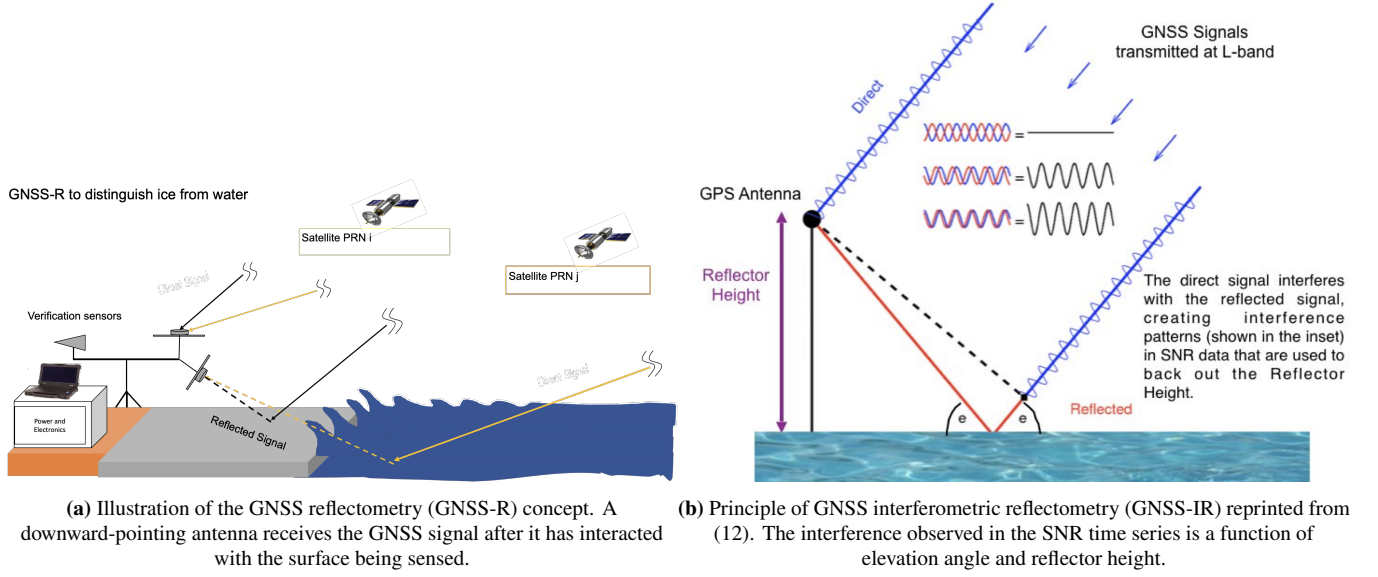 GNSS-R to distinguish ice from water
Satellite PRN i
Satellite PRN j
Direct Signal
Verification sensors
Direct Signal
Power and
Electronics
Reflected Signal
(a) Illustration of the GNSS reflectometry (GNSS-R) concept. A
downward-pointing antenna receives the GNSS signal after it has interacted
with the surface being sensed.
GNSS Signals
transmitted at L-band
Direct
=
=
=
GPS Antenna
Reflector
Height
The direct signal interferes
with the reflected signal,
creating interference
patterns (shown in the inset)
in SNR data that are used to
back out the Reflector
Height.
Reflected
e
e
(b) Principle of GNSS interferometric reflectometry (GNSS-IR) reprinted from
(12). The interference observed in the SNR time series is a function of
elevation angle and reflector height.